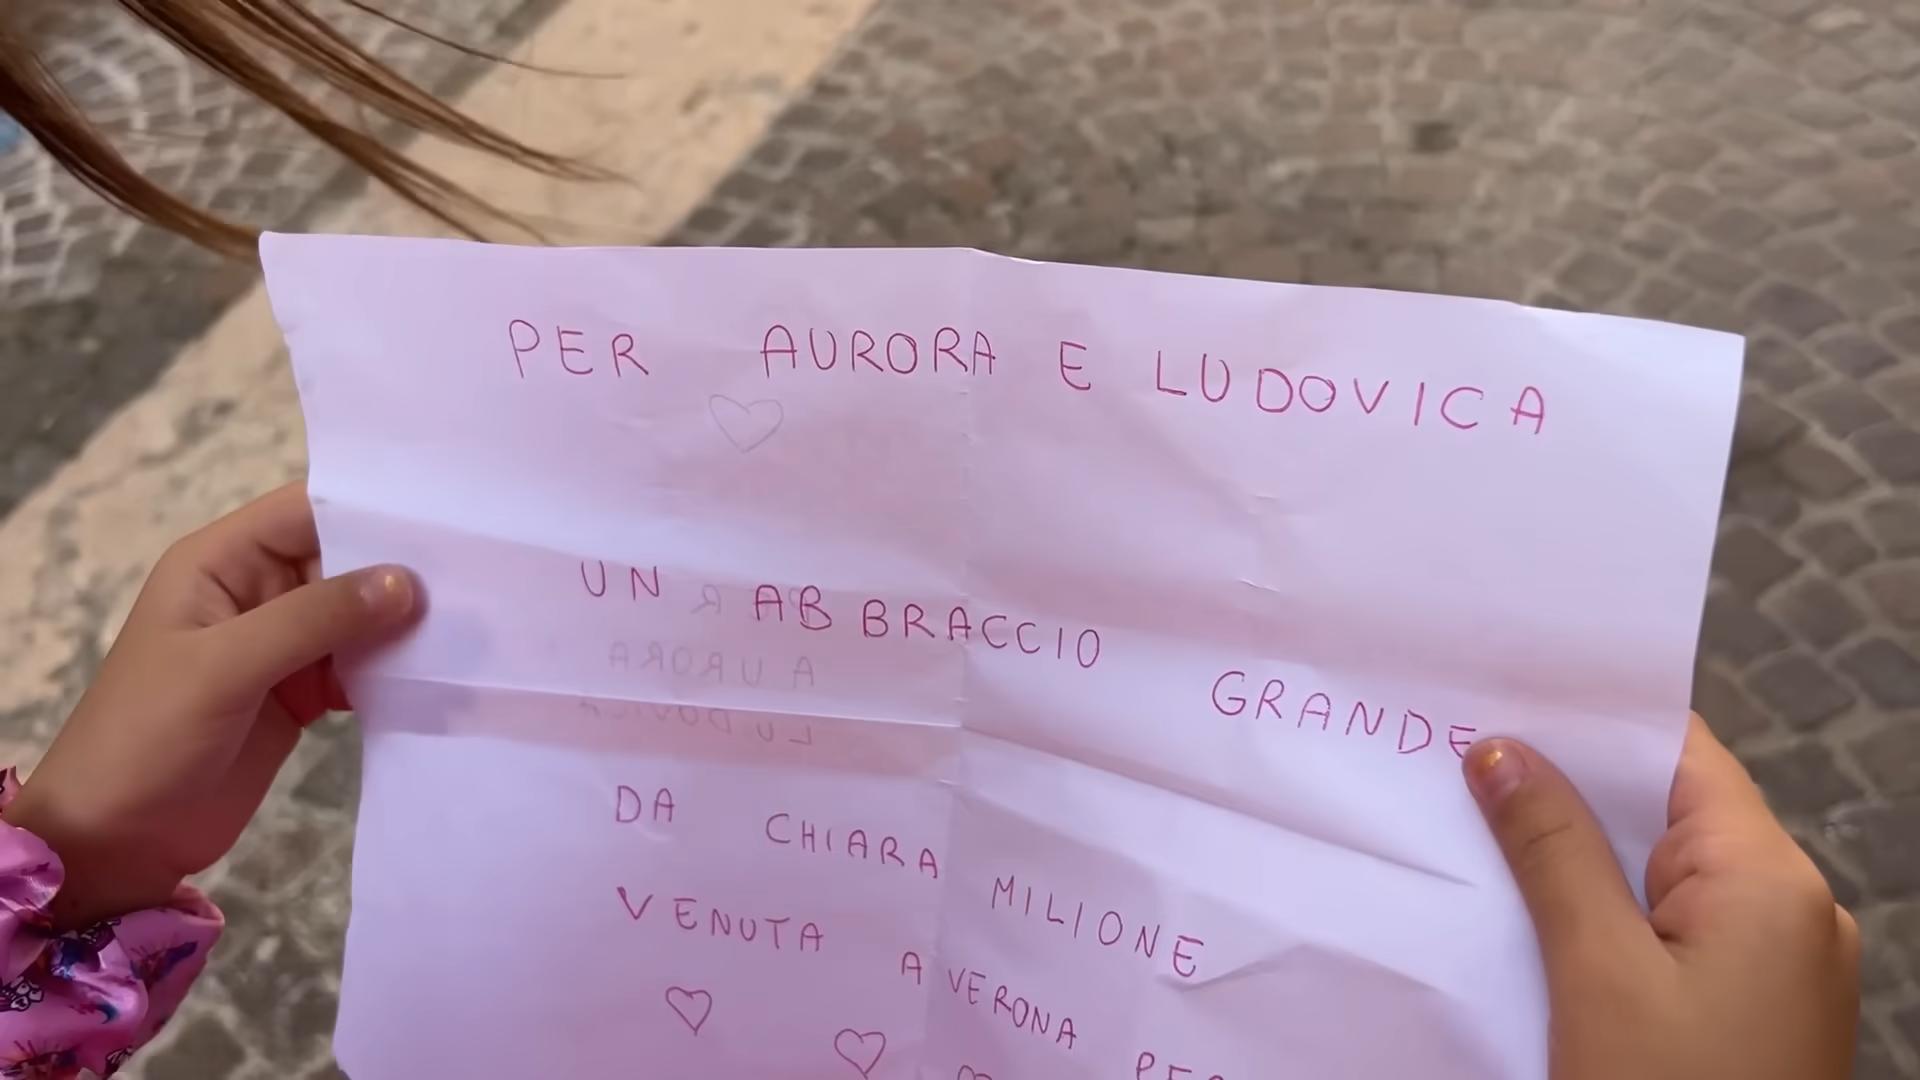 PER AURORA E LUDOVICA
UN ABBRACCIO GRANDE
DA CHIARA MILIONE
VENUTA A VERONA